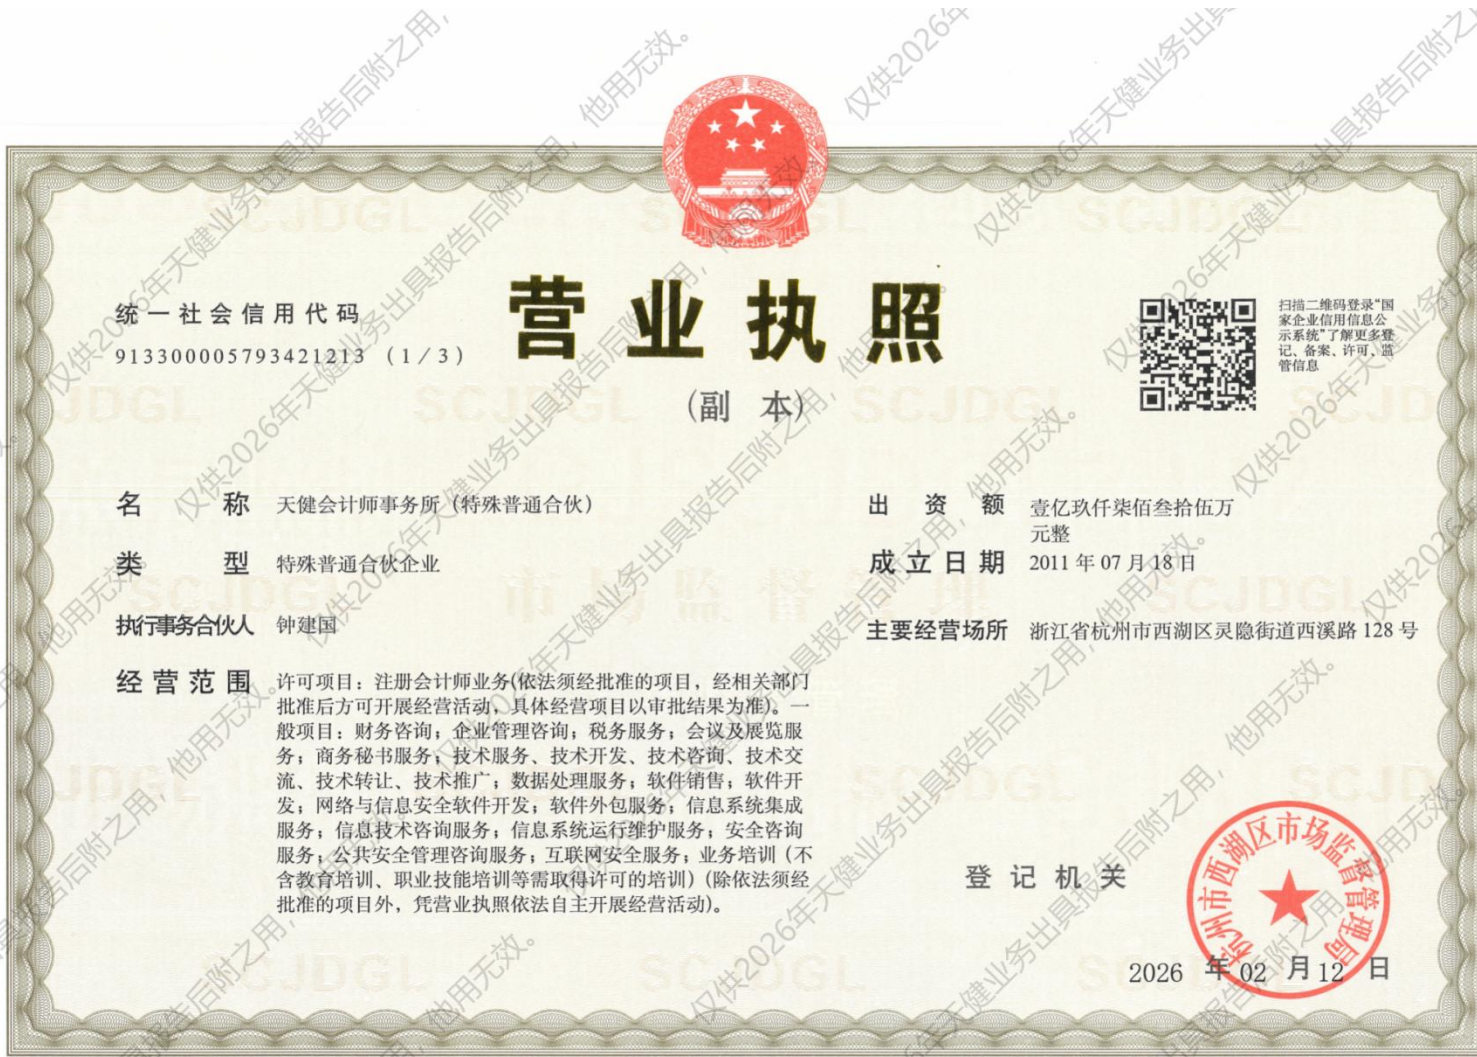 营业执照
(副 本)
统一社会信用代码
913300005793421213 (1/3)
扫描二维码登录“国
家企业信用信息公
示系统”了解更多登
记、备案、许可、监
管信息
名 称 天健会计师事务所(特殊普通合伙)
类 型 特殊普通合伙企业
执行事务合伙人 钟建国
经营范围 许可项目：注册会计师业务(依法须经批准的项目，经相关部门
批准后方可开展经营活动，具体经营项目以审批结果为准)。一
般项目：财务咨询；企业管理咨询；税务服务；会议及展览服
务；商务秘书服务；技术服务、技术开发、技术咨询、技术交
流、技术转让、技术推广；数据处理服务；软件销售；软件开
发；网络与信息安全软件开发；软件外包服务；信息系统集成
服务；信息技术咨询服务；信息系统运行维护服务；安全咨询
服务；公共安全管理咨询服务；互联网安全服务；业务培训（不
含教育培训、职业技能培训等需取得许可的培训）(除依法须经
批准的项目外，凭营业执照依法自主开展经营活动)。
出 资 额 壹亿玖仟柒佰叁拾伍万
元整
成立日期 2011年07月18日
主要经营场所 浙江省杭州市西湖区灵隐街道西溪路128号
登记机关
杭州市西湖区市场监督管理局
2026 年 02 月 12 日
仅供2026年天健业务出具报告后附之用，他用无效。
SCJDGL
市场监督管理